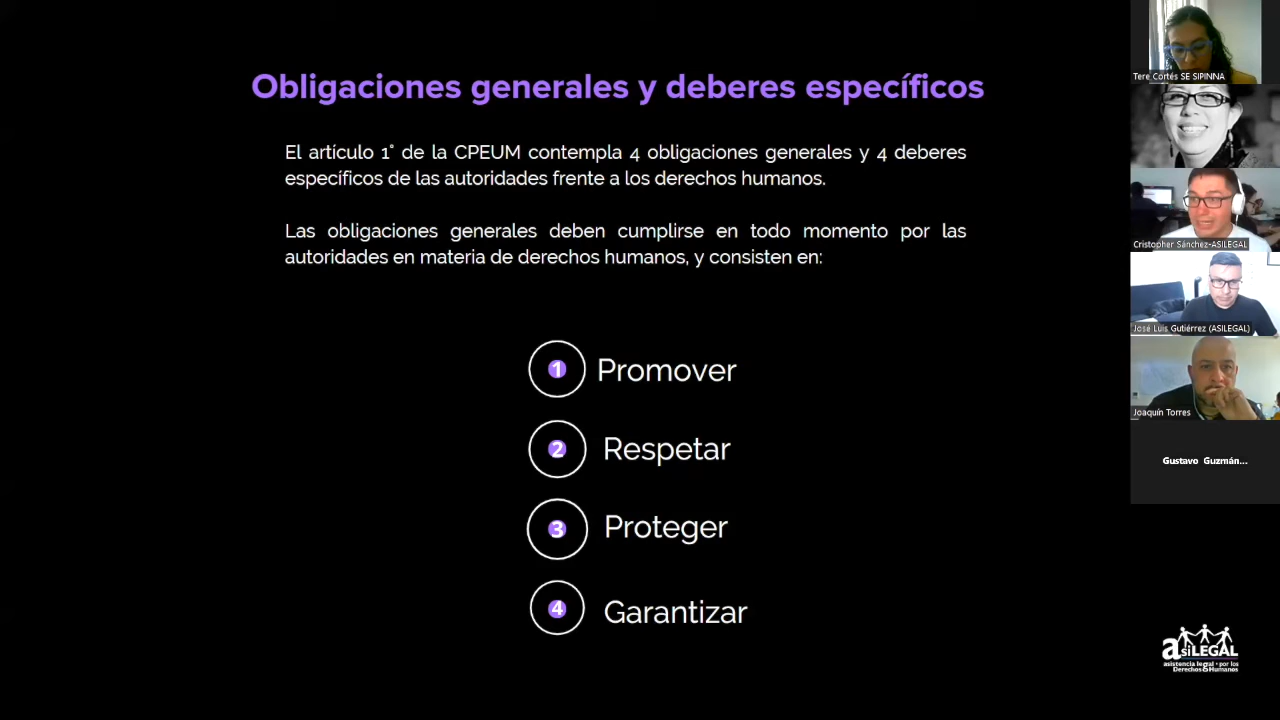 Obligaciones generales y deberes específicos
El artículo 1° de la CPEUM contempla 4 obligaciones generales y 4 deberes
específicos de las autoridades frente a los derechos humanos.
Las obligaciones generales deben cumplirse en todo momento por las
autoridades en materia de derechos humanos, y consisten en:
1 Promover
2 Respetar
3 Proteger
4 Garantizar
Tere Cortés SE SIPINNA
Cristopher Sánchez-ASILEGAL
José Luis Gutiérrez (ASILEGAL)
Joaquín Torres
Gustavo Guzmán...
asiLEGAL
asistencia legal · por los
Derechos Humanos